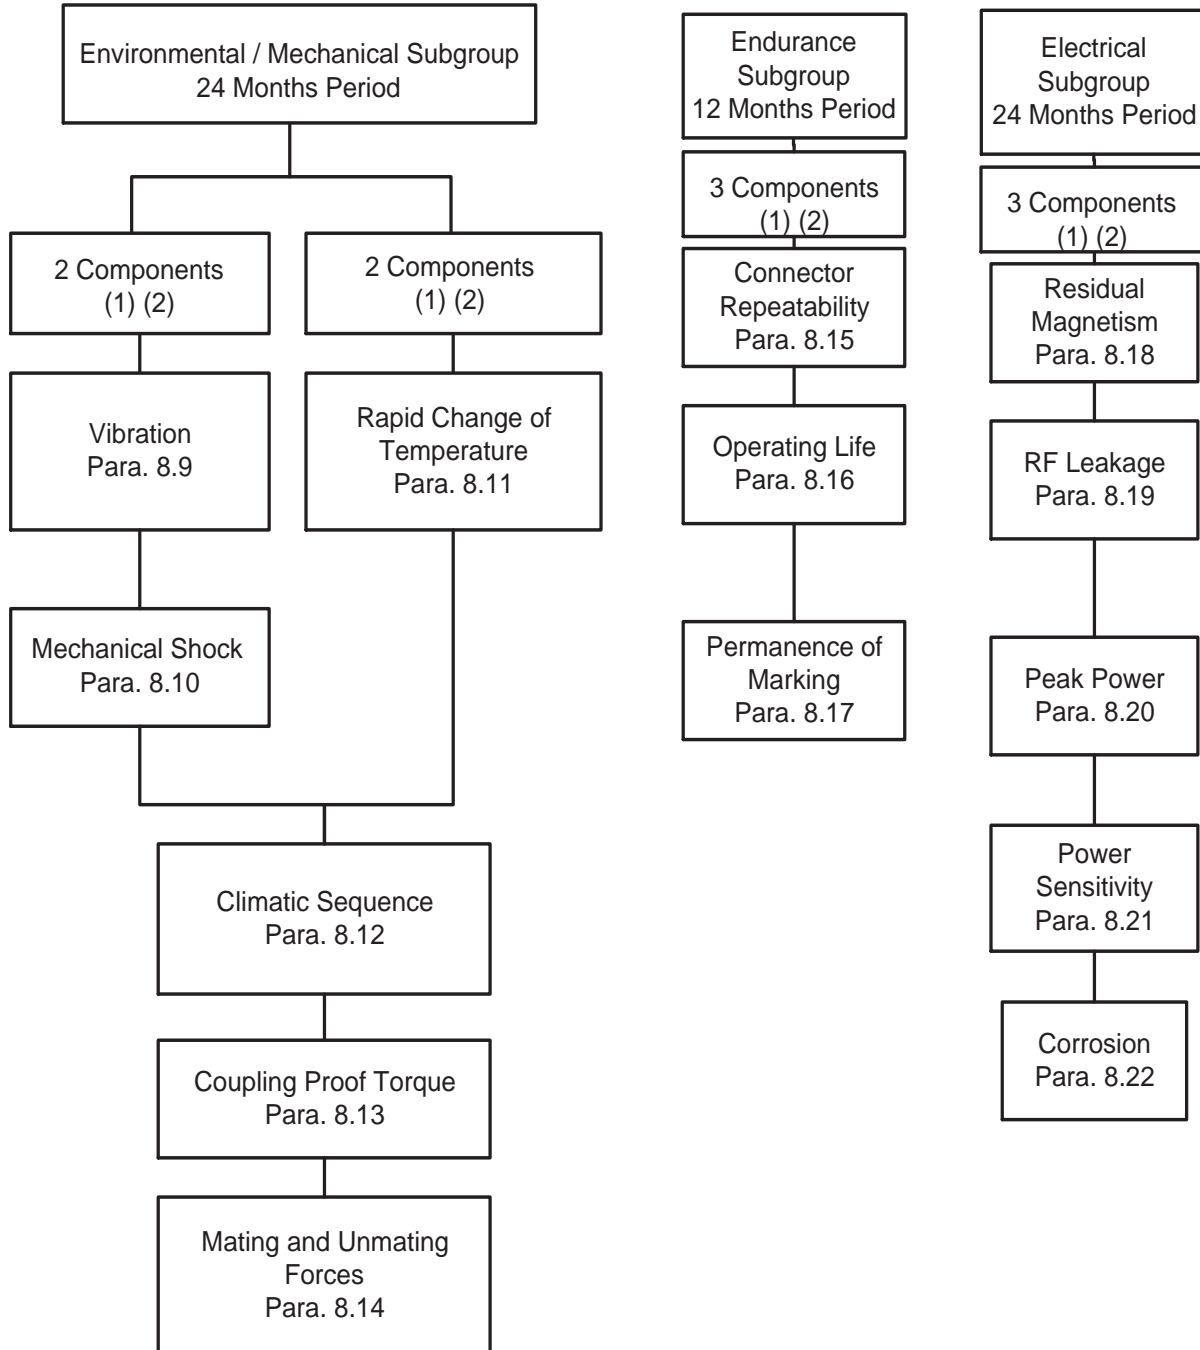 Environmental / Mechanical Subgroup
24 Months Period
2 Components
(1) (2)
Vibration
Para. 8.9
Mechanical Shock
Para. 8.10
2 Components
(1) (2)
Rapid Change of
Temperature
Para. 8.11
Climatic Sequence
Para. 8.12
Coupling Proof Torque
Para. 8.13
Mating and Unmating
Forces
Para. 8.14
Endurance
Subgroup
12 Months Period
3 Components
(1) (2)
Connector
Repeatability
Para. 8.15
Operating Life
Para. 8.16
Permanence of
Marking
Para. 8.17
Electrical
Subgroup
24 Months Period
3 Components
(1) (2)
Residual
Magnetism
Para. 8.18
RF Leakage
Para. 8.19
Peak Power
Para. 8.20
Power
Sensitivity
Para. 8.21
Corrosion
Para. 8.22